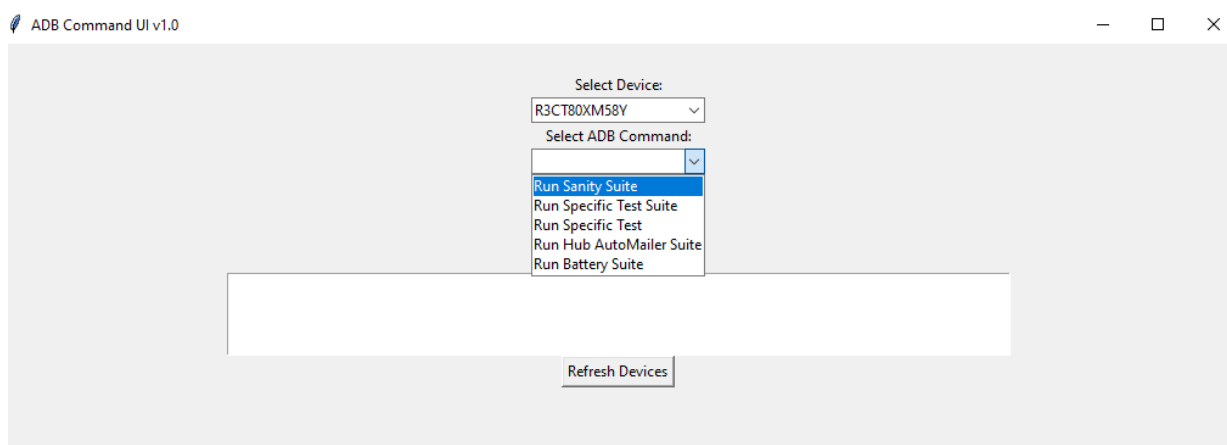 ADB Command UI v1.0
Select Device:
R3CT80XM58Y
Select ADB Command:
Run Sanity Suite
Run Specific Test Suite
Run Specific Test
Run Hub AutoMailer Suite
Run Battery Suite
Refresh Devices